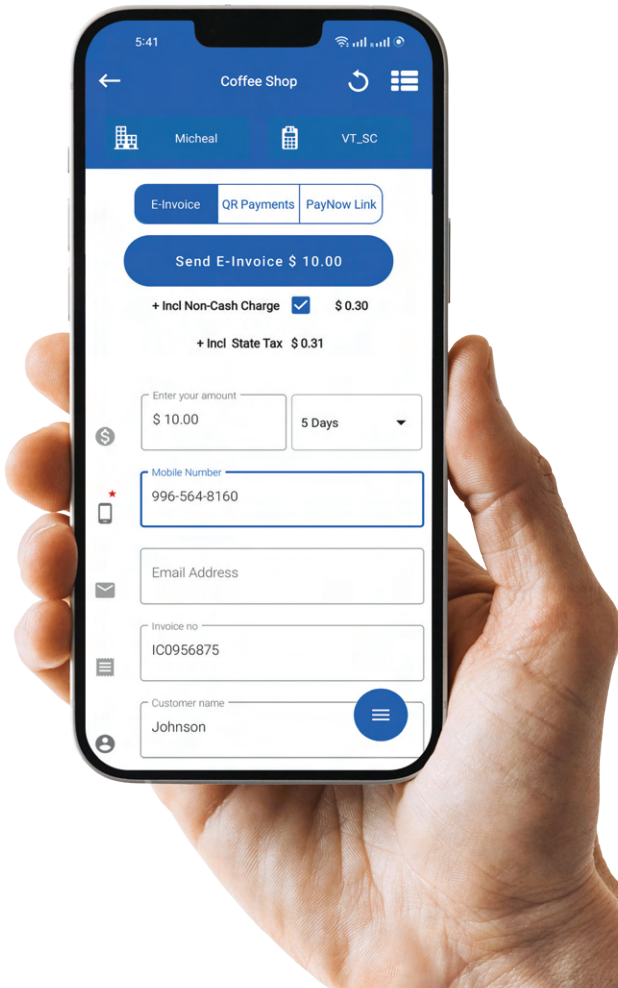 5:41
Coffee Shop
Micheal VT_SC
E-Invoice QR Payments PayNow Link
Send E-Invoice $ 10.00
+ Incl Non-Cash Charge $ 0.30
+ Incl State Tax $ 0.31
Enter your amount
$ 10.00 5 Days
Mobile Number
996-564-8160
Email Address
Invoice no
IC0956875
Customer name
Johnson